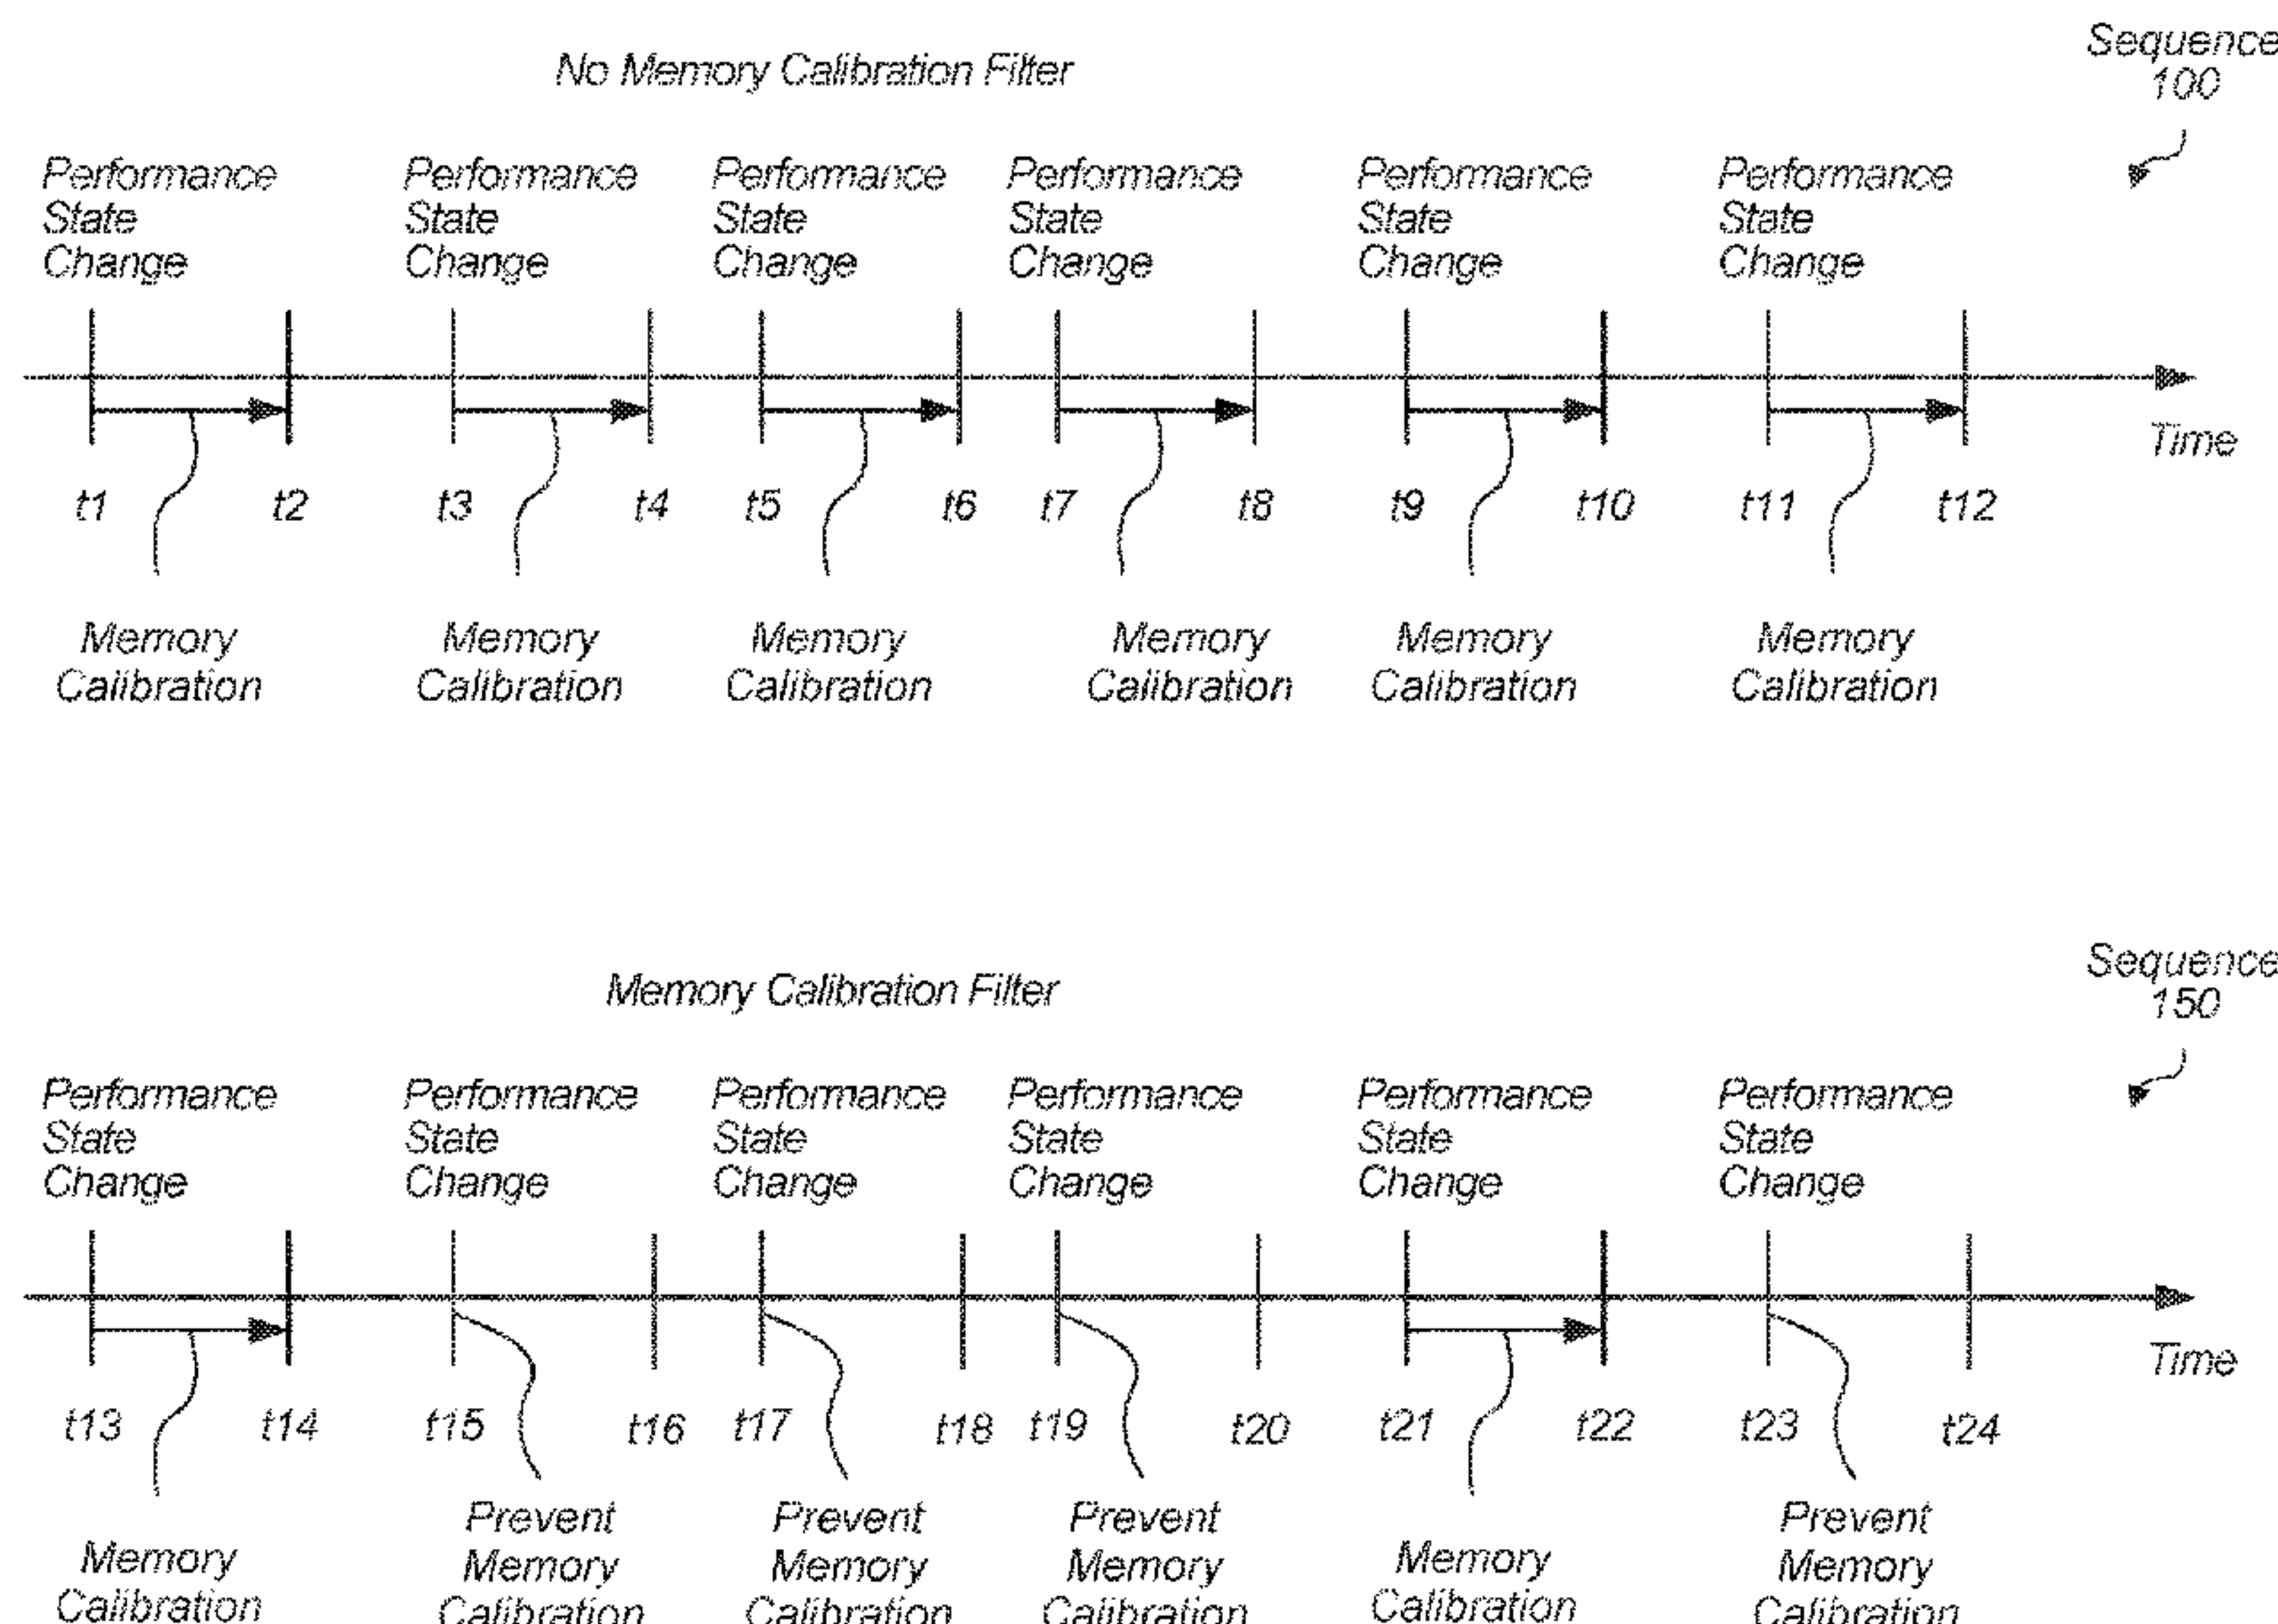 No Memory Calibration Filter
Sequence
100
Performance
State
Change
Performance
State
Change
Performance
State
Change
Performance
State
Change
Performance
State
Change
Performance
State
Change
Time
t1
t2
t3
t4
t5
t6
t7
t8
t9
t10
t11
t12
Memory
Calibration
Memory
Calibration
Memory
Calibration
Memory
Calibration
Memory
Calibration
Memory
Calibration
Memory Calibration Filter
Sequence
150
Performance
State
Change
Performance
State
Change
Performance
State
Change
Performance
State
Change
Performance
State
Change
Performance
State
Change
Time
t13
t14
t15
t16
t17
t18
t19
t20
t21
t22
t23
t24
Memory
Calibration
Prevent
Memory
Calibration
Prevent
Memory
Calibration
Prevent
Memory
Calibration
Memory
Calibration
Prevent
Memory
Calibration